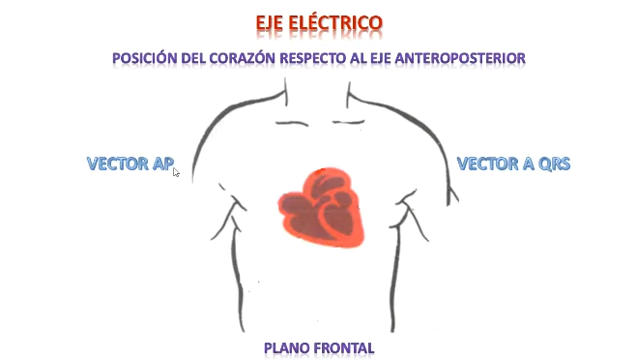 EJE ELÉCTRICO
POSICIÓN DEL CORAZÓN RESPECTO AL EJE ANTEROPOSTERIOR
VECTOR AP
VECTOR A QRS
PLANO FRONTAL